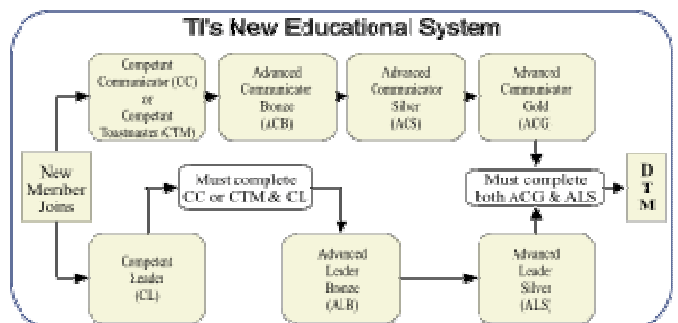 TI's New Educational System
Competent
Communicator (CC)
or
Competent
Toastmaster (CTM)
Advanced
Communicator
Bronze
(ACB)
Advanced
Communicator
Silver
(ACS)
Advanced
Communicator
Gold
(ACG)
New
Member
Joins
Must complete
CC or CTM & CL
Must complete
both ACG & ALS
D
T
M
Competent
Leader
(CL)
Advanced
Leader
Bronze
(ALB)
Advanced
Leader
Silver
(ALS)